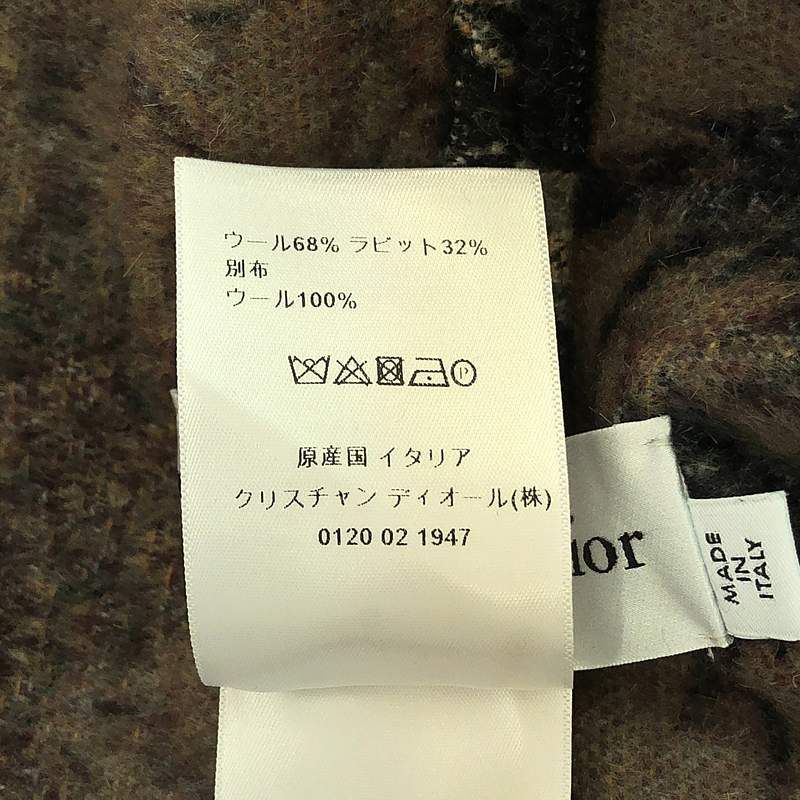 ウール68% ラビット32%
別布
ウール100%
P
原産国 イタリア
クリスチャン ディオール(株)
0120 02 1947
ior
MADE
IN
ITALY